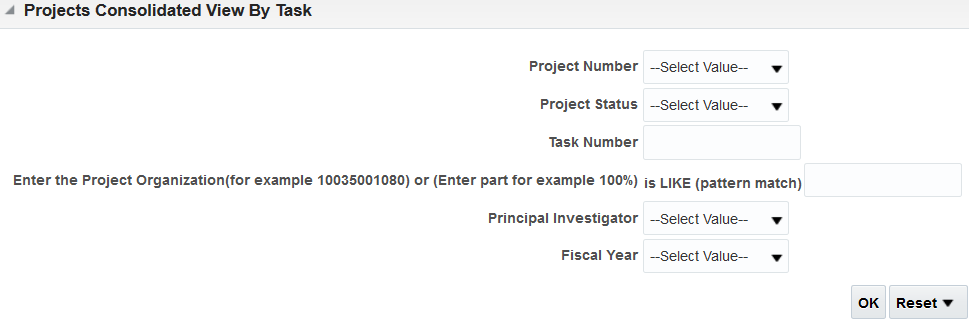 Projects Consolidated View By Task
Project Number --Select Value--
Project Status --Select Value--
Task Number
Enter the Project Organization(for example 10035001080) or (Enter part for example 100%) is LIKE (pattern match)
Principal Investigator --Select Value--
Fiscal Year --Select Value--
OK Reset